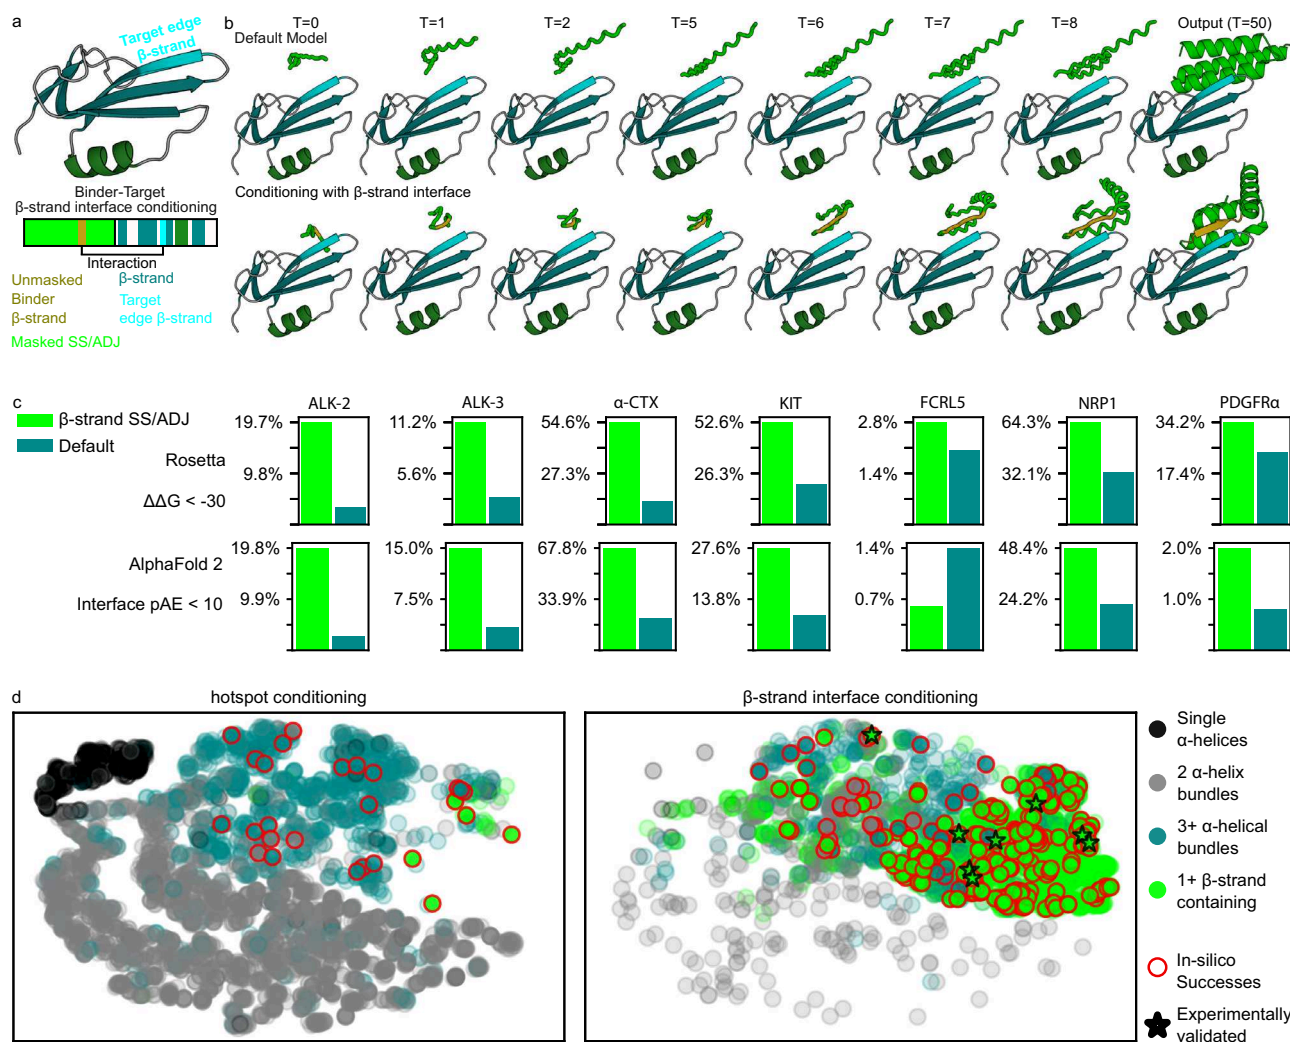 a
Target edge
β-strand
Binder-Target
β-strand interface conditioning
Interaction
Unmasked
Binder
β-strand
β-strand
Target
edge β-strand
Masked SS/ADJ
b
T=0
T=1
T=2
T=5
T=6
T=7
T=8
Output (T=50)
Default Model
Conditioning with β-strand interface
c
β-strand SS/ADJ
Default
ALK-2
ALK-3
α-CTX
KIT
FCRL5
NRP1
PDGFRα
Rosetta
ΔΔG < -30
19.7%
9.8%
11.2%
5.6%
54.6%
27.3%
52.6%
26.3%
2.8%
1.4%
64.3%
32.1%
34.2%
17.4%
AlphaFold 2
Interface pAE < 10
19.8%
9.9%
15.0%
7.5%
67.8%
33.9%
27.6%
13.8%
1.4%
0.7%
48.4%
24.2%
2.0%
1.0%
d
hotspot conditioning
β-strand interface conditioning
Single
α-helices
2 α-helix
bundles
3+ α-helical
bundles
1+ β-strand
containing
In-silico
Successes
Experimentally
validated